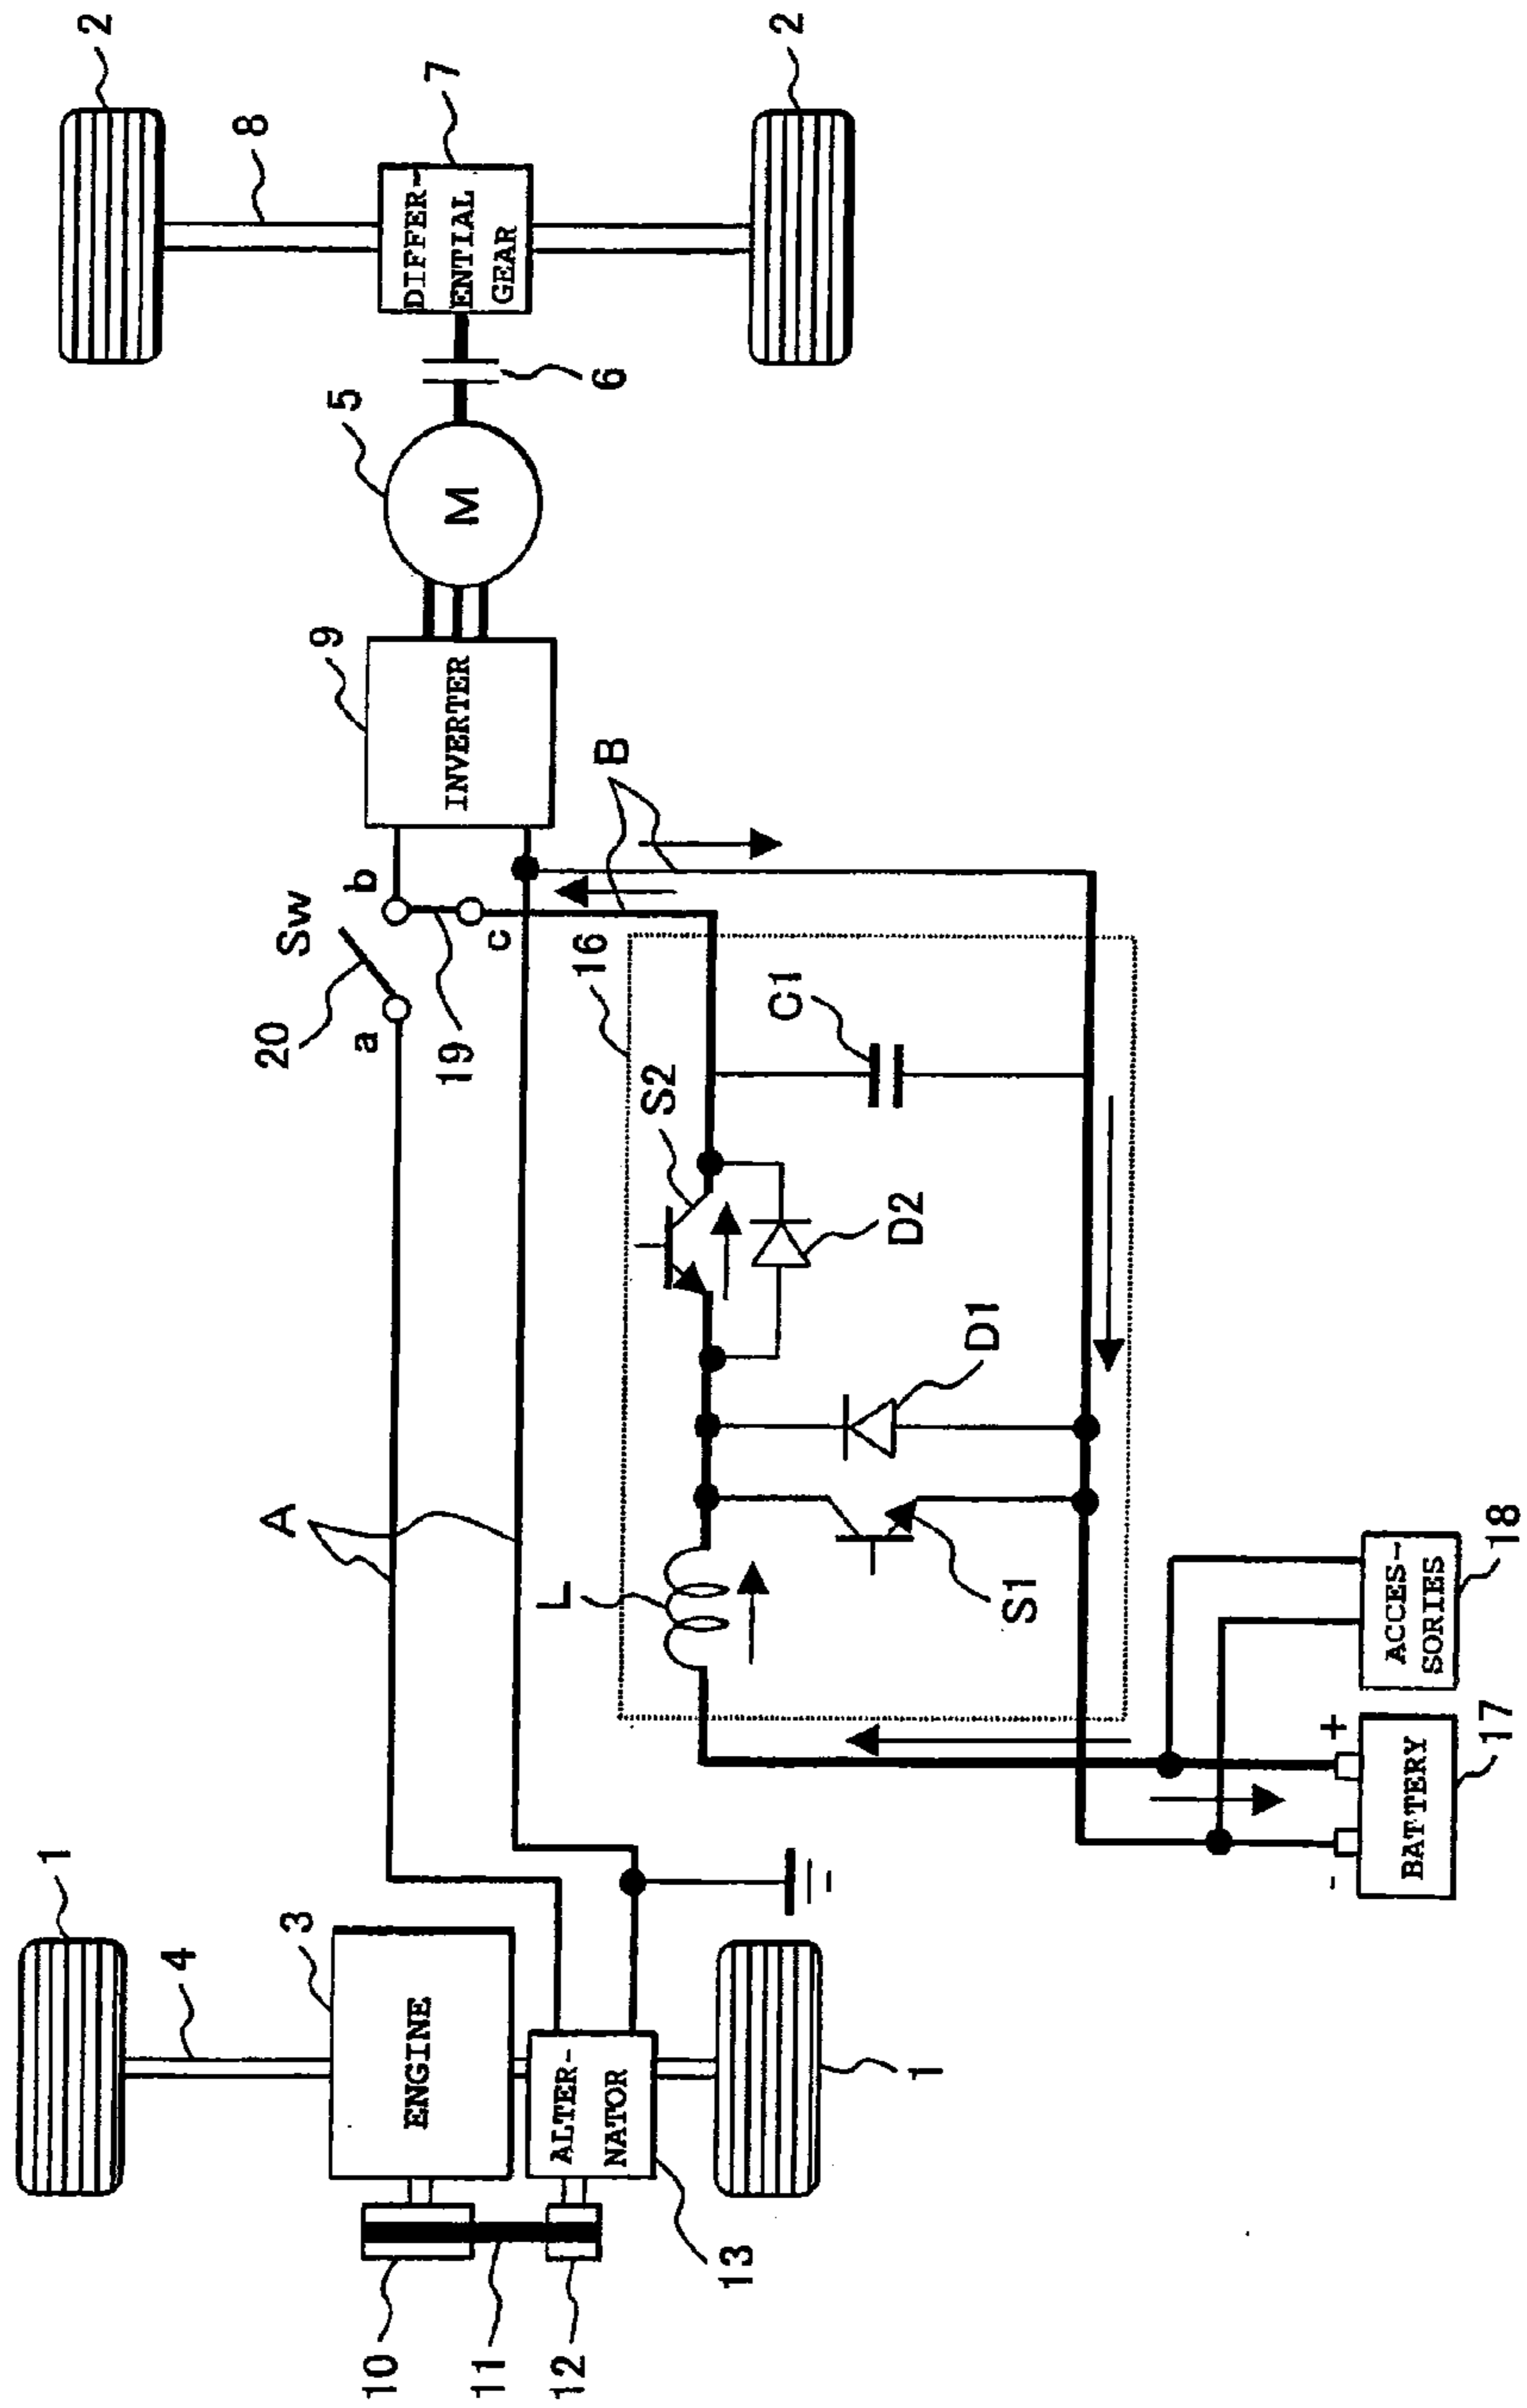 1
4
3
ENGINE
10
11
12
ALTER-
NATOR
13
1
A
20
Sw
a
b
c
19
9
INVERTER
5
M
6
8
7
DIFFER-
ENTIAL
GEAR
2
2
B
16
L
S2
D2
C1
D1
S1
+
-
BATTERY
17
ACCES-
SORIES
18